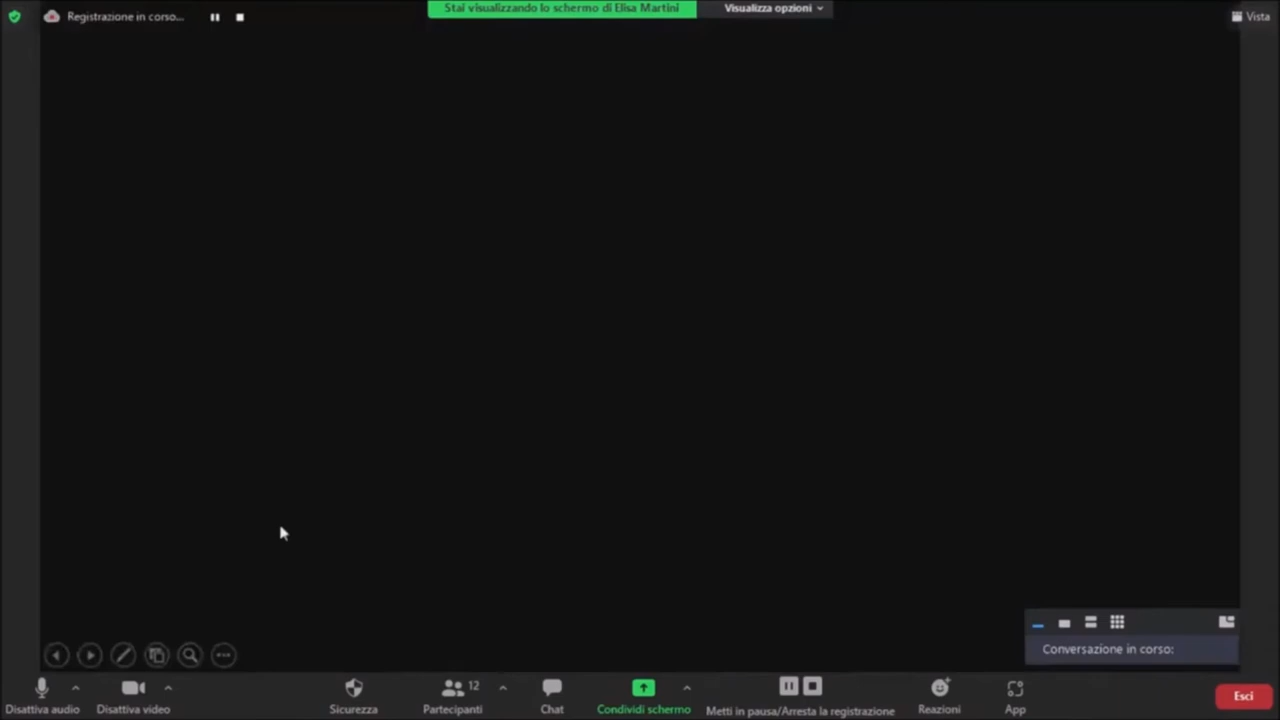 Registrazione in corso...
Stai visualizzando lo schermo di Elisa Martini
Visualizza opzioni
Vista
Conversazione in corso:
Disattiva audio
Disattiva video
Sicurezza
Partecipanti
12
Chat
Condividi schermo
Metti in pausa/Arresta la registrazione
Reazioni
App
Esci